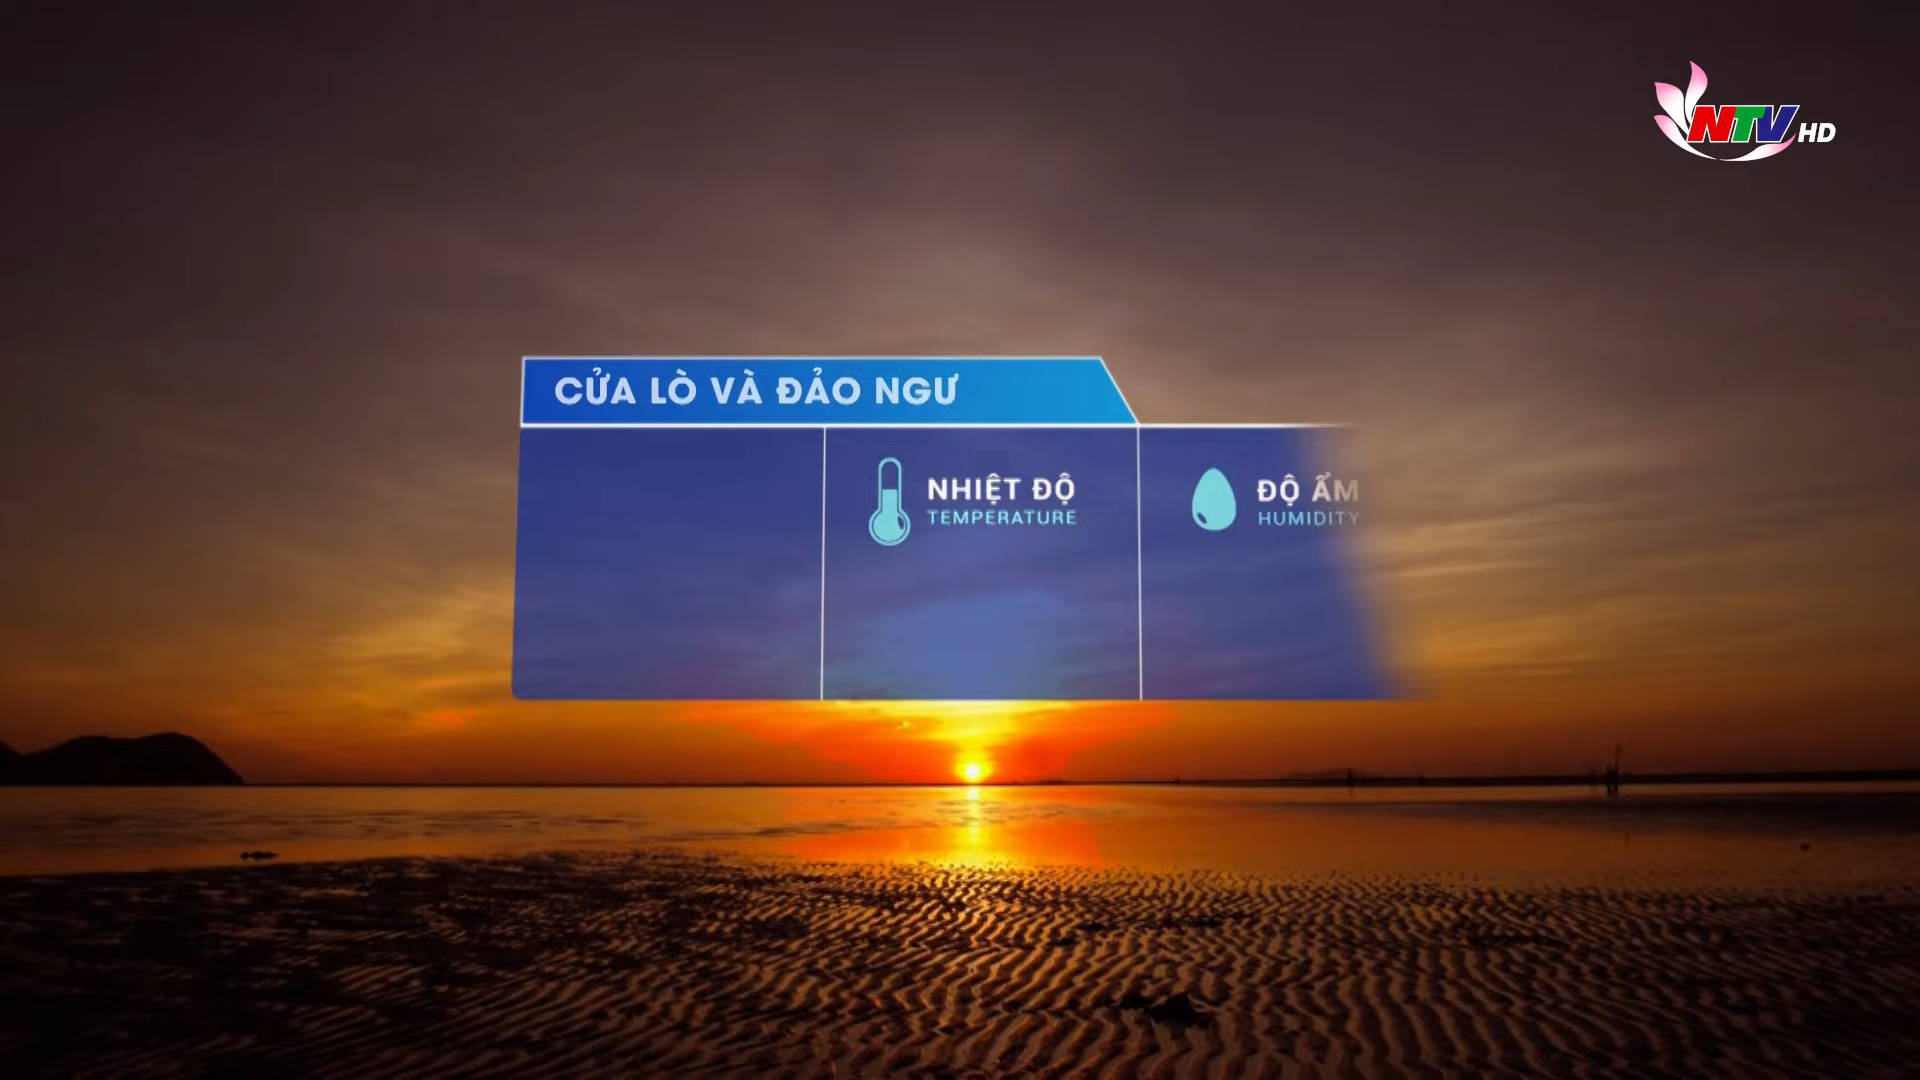 NTV HD
CỬA LÒ VÀ ĐẢO NGƯ
NHIỆT ĐỘ
TEMPERATURE
ĐỘ ẨM
HUMIDITY